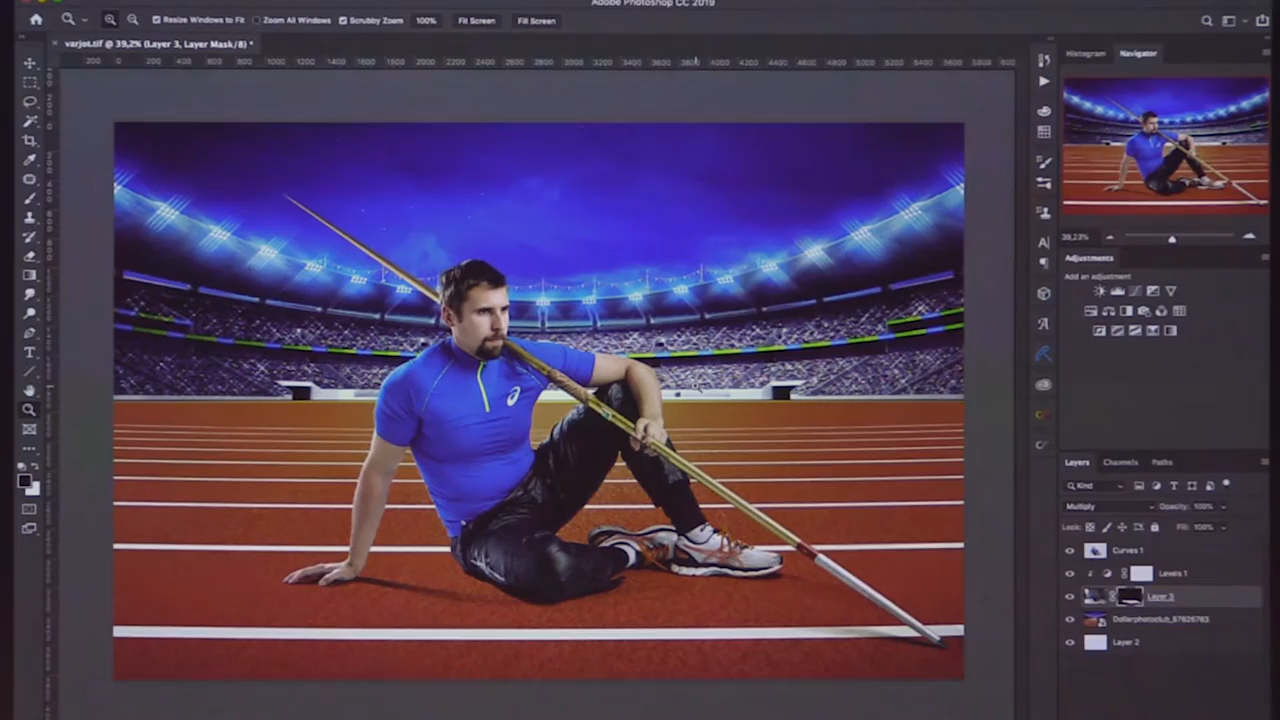 Adobe Photoshop CC 2019
Resize Windows to Fit Zoom All Windows Scrubby Zoom 100% Fit Screen Fill Screen
varjot.tif @ 39,2% (Layer 3, Layer Mask/8) *
200 0 200 400 600 800 1000 1200 1400 1600 1800 2000 2200 2400 2600 2800 3000 3200 3400 3600 3800 4000 4200 4400 4600 4800 5000 5200 5400 5600 5800 600
Histogram Navigator
39,23%
Adjustments
Add an adjustment
Layers Channels Paths
Kind
Multiply Opacity: 100%
Lock: Fill: 100%
Curves 1
Levels 1
Layer 3
Dollarphotoclub_87826763
Layer 2